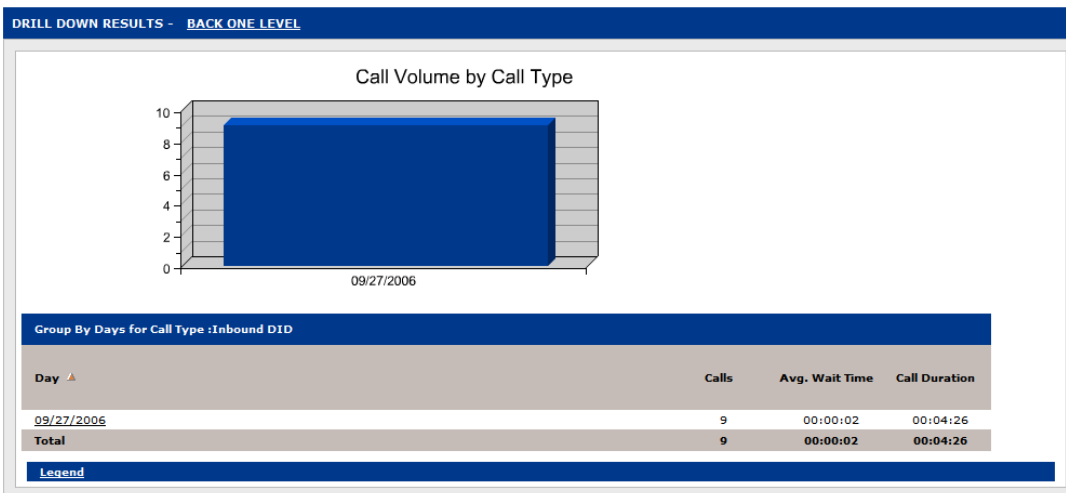 DRILL DOWN RESULTS - BACK ONE LEVEL
Call Volume by Call Type
10
8
6
4
2
0
09/27/2006
Group By Days for Call Type :Inbound DID
Day Calls Avg. Wait Time Call Duration
09/27/2006 9 00:00:02 00:04:26
Total 9 00:00:02 00:04:26
Legend